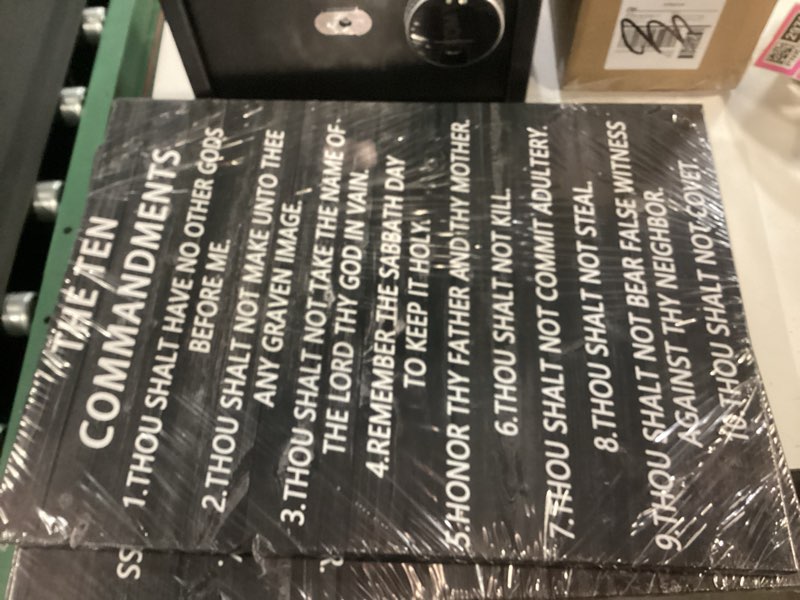 THE TEN
COMMANDMENTS
1.THOU SHALT HAVE NO OTHER GODS
BEFORE ME.
2.THOU SHALT NOT MAKE UNTO THEE
ANY GRAVEN IMAGE.
3.THOU SHALT NOT TAKE THE NAME OF
THE LORD THY GOD IN VAIN.
4.REMEMBER THE SABBATH DAY
TO KEEP IT HOLY.
5.HONOR THY FATHER AND THY MOTHER.
6.THOU SHALT NOT KILL.
7.THOU SHALT NOT COMMIT ADULTERY.
8.THOU SHALT NOT STEAL.
9.THOU SHALT NOT BEAR FALSE WITNESS
AGAINST THY NEIGHBOR.
10.THOU SHALT NOT COVET.
SS